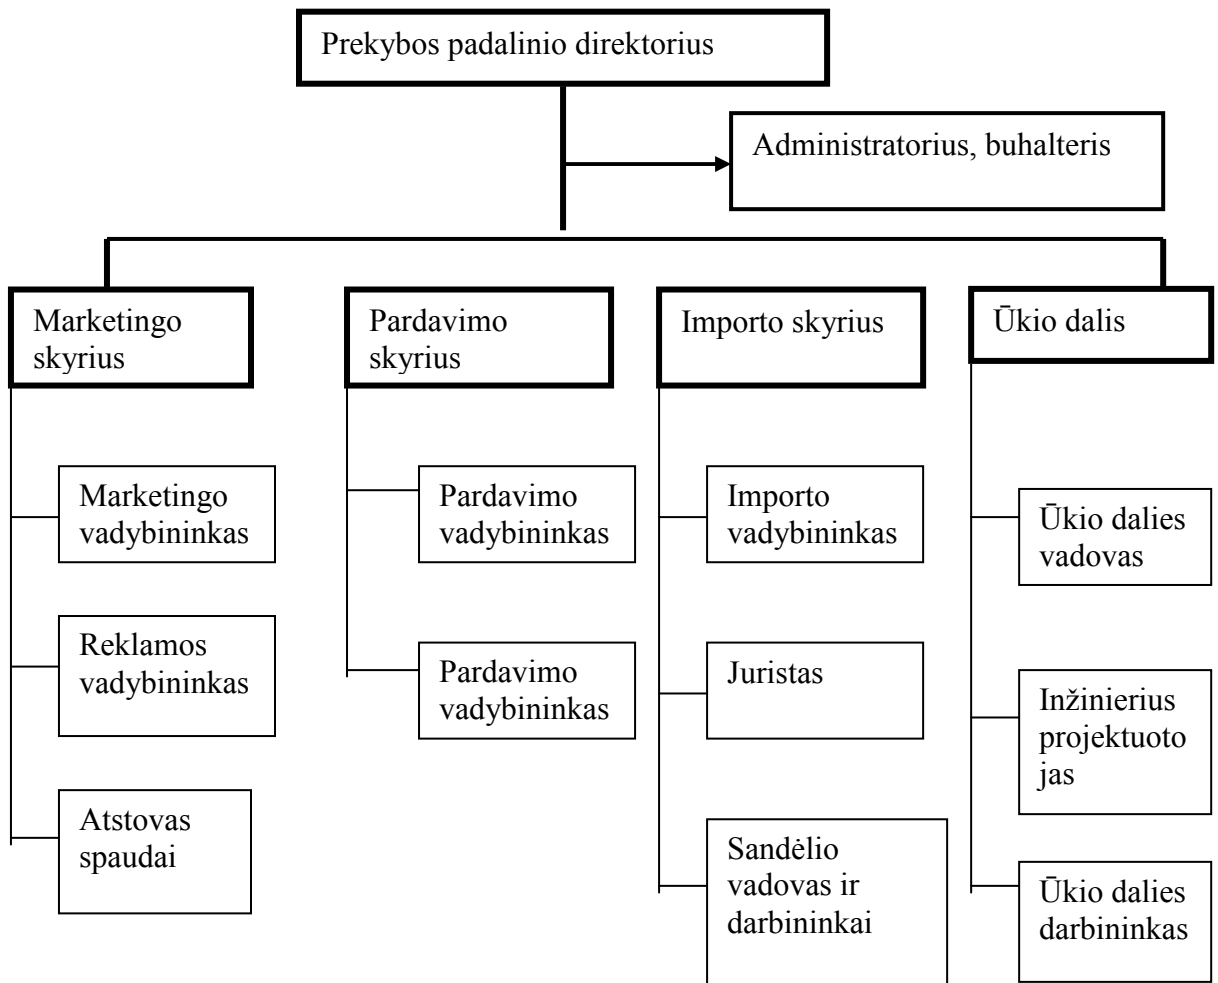 Prekybos padalinio direktorius
Administratorius, buhalteris
Marketingo
skyrius
Pardavimo
skyrius
Importo skyrius
Ūkio dalis
Marketingo
vadybininkas
Reklamos
vadybininkas
Atstovas
spaudai
Pardavimo
vadybininkas
Pardavimo
vadybininkas
Importo
vadybininkas
Juristas
Sandėlio
vadovas ir
darbininkai
Ūkio dalies
vadovas
Inžinierius
projektuoto
jas
Ūkio dalies
darbininkas